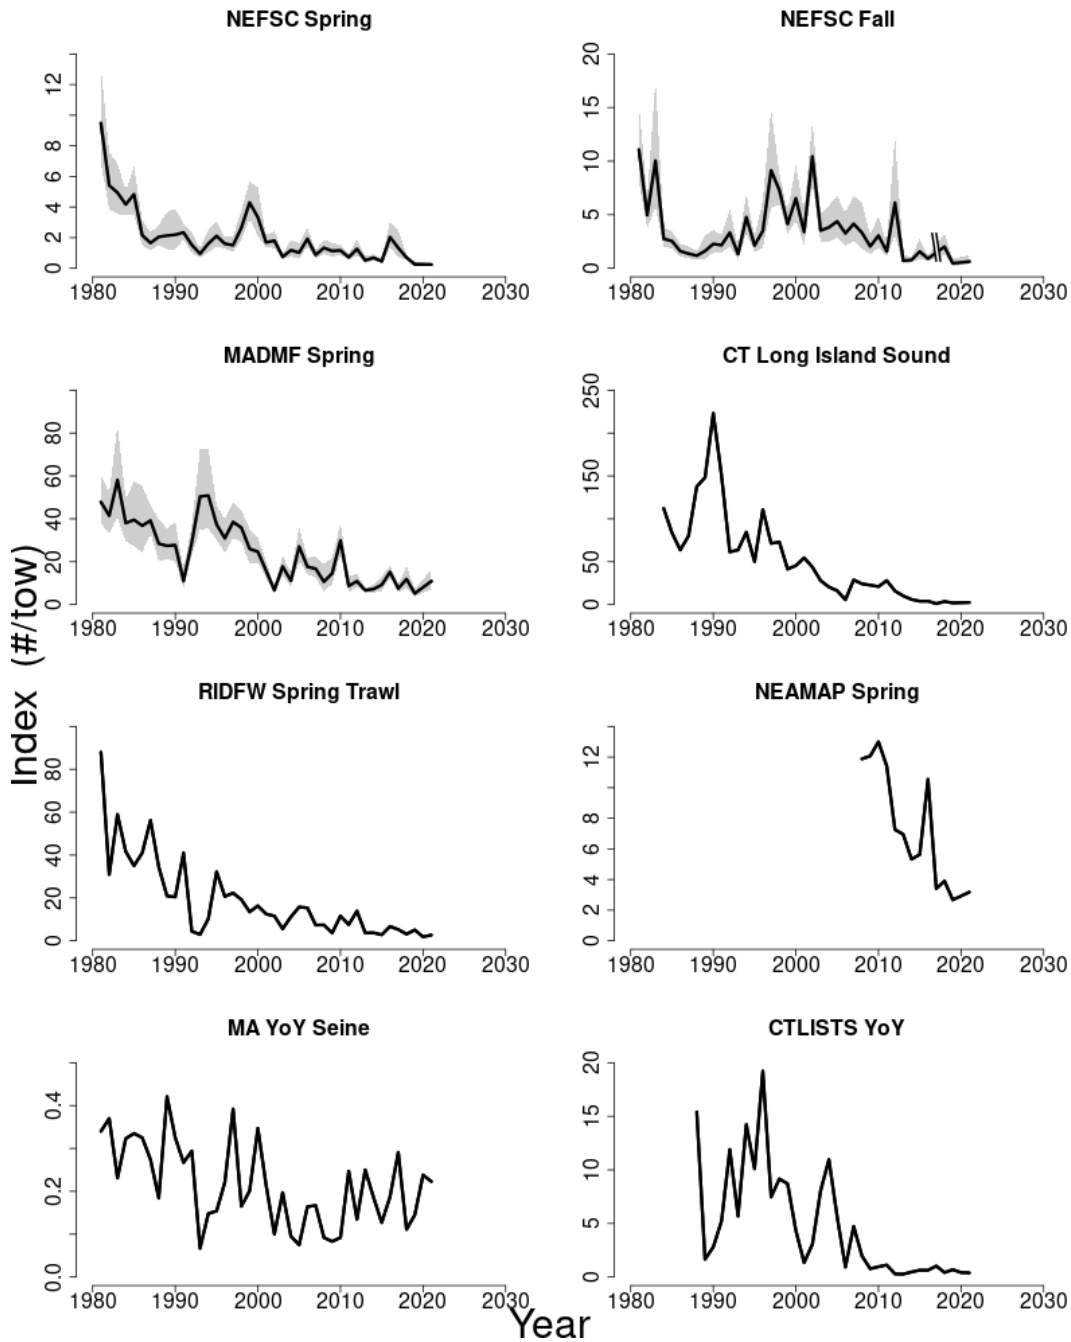 NEFSC Spring
0 2 4 6 8 12
1980 1990 2000 2010 2020 2030
NEFSC Fall
0 5 10 15 20
1980 1990 2000 2010 2020 2030
MADMF Spring
0 20 40 60 80
1980 1990 2000 2010 2020 2030
CT Long Island Sound
0 50 150 250
1980 1990 2000 2010 2020 2030
RIDFW Spring Trawl
0 20 40 60 80
1980 1990 2000 2010 2020 2030
NEAMAP Spring
0 2 4 6 8 12
1980 1990 2000 2010 2020 2030
MA YoY Seine
0.0 0.2 0.4
1980 1990 2000 2010 2020 2030
CTLISTS YoY
0 5 10 15 20
1980 1990 2000 2010 2020 2030
Index (#/tow)
Year